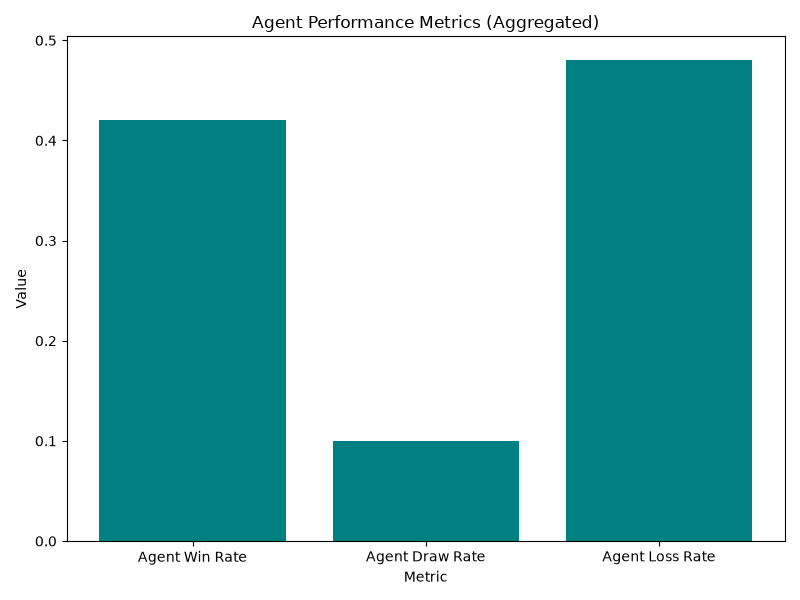 Agent Performance Metrics (Aggregated)
0.5
0.4
0.3
0.2
0.1
0.0
Value
Agent Win Rate
Agent Draw Rate
Agent Loss Rate
Metric